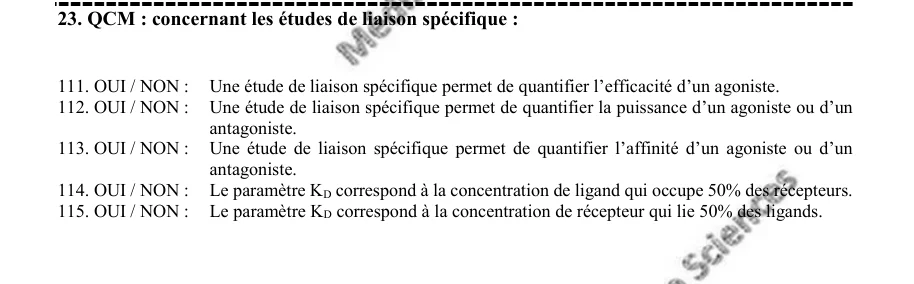 23. QCM : concernant les études de liaison spécifique :
111. OUI / NON : Une étude de liaison spécifique permet de quantifier l’efficacité d’un agoniste.
112. OUI / NON : Une étude de liaison spécifique permet de quantifier la puissance d’un agoniste ou d’un
antagoniste.
113. OUI / NON : Une étude de liaison spécifique permet de quantifier l’affinité d’un agoniste ou d’un
antagoniste.
114. OUI / NON : Le paramètre KD correspond à la concentration de ligand qui occupe 50% des récepteurs.
115. OUI / NON : Le paramètre KD correspond à la concentration de récepteur qui lie 50% des ligands.
Sciences